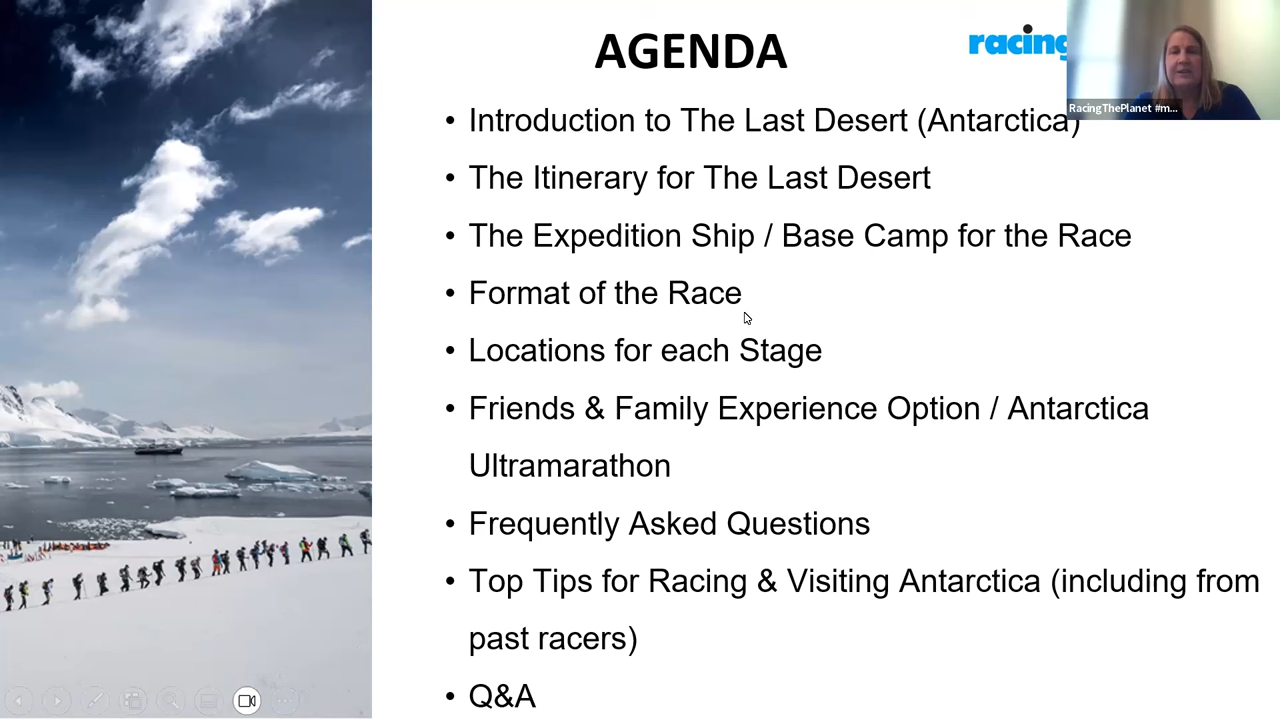 AGENDA
racing
RacingThePlanet #m...
• Introduction to The Last Desert (Antarctica)
• The Itinerary for The Last Desert
• The Expedition Ship / Base Camp for the Race
• Format of the Race
• Locations for each Stage
• Friends & Family Experience Option / Antarctica
Ultramarathon
• Frequently Asked Questions
• Top Tips for Racing & Visiting Antarctica (including from
past racers)
• Q&A